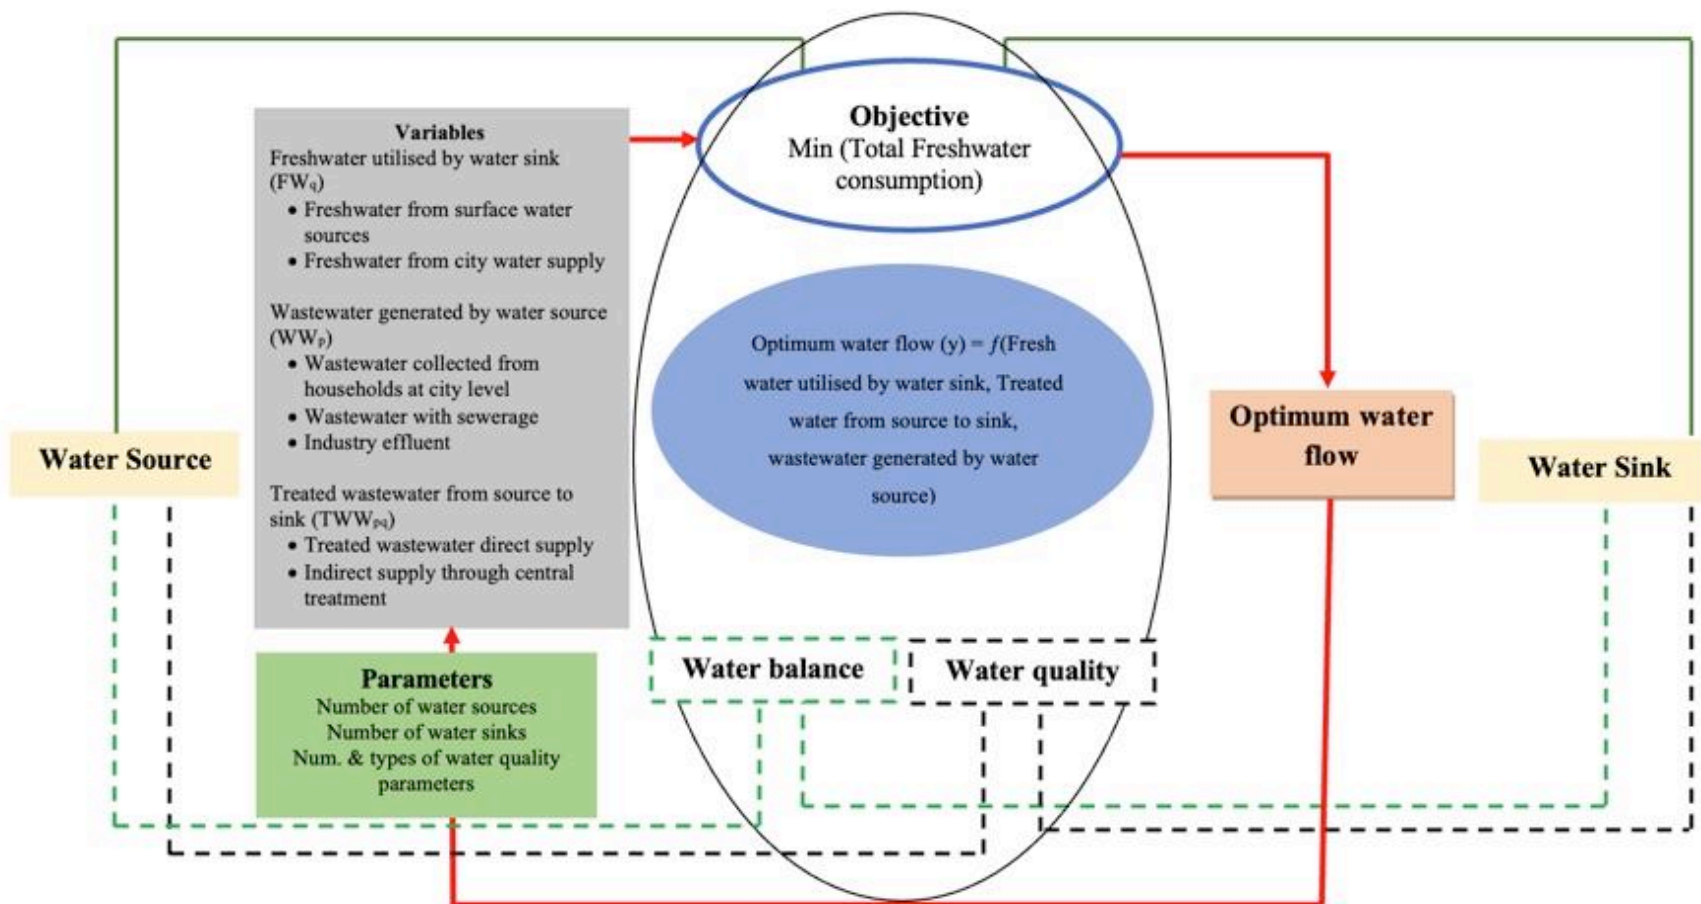 Variables
Freshwater utilised by water sink
(FWq)
• Freshwater from surface water
sources
• Freshwater from city water supply
Wastewater generated by water source
(WWp)
• Wastewater collected from
households at city level
• Wastewater with sewerage
• Industry effluent
Treated wastewater from source to
sink (TWWpq)
• Treated wastewater direct supply
• Indirect supply through central
treatment
Objective
Min (Total Freshwater
consumption)
Optimum water flow (y) = f(Fresh
water utilised by water sink, Treated
water from source to sink,
wastewater generated by water
source)
Water Source
Optimum water
flow
Water Sink
Water balance
Water quality
Parameters
Number of water sources
Number of water sinks
Num. & types of water quality
parameters